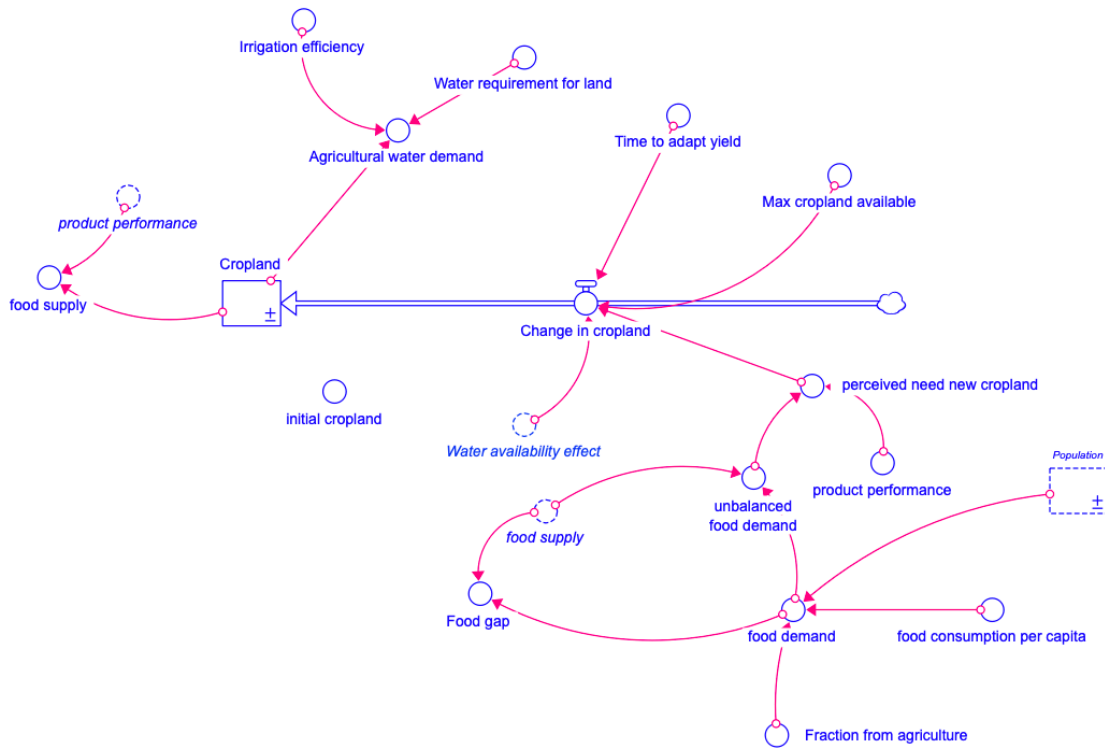 Irrigation efficiency
Water requirement for land
Agricultural water demand
Time to adapt yield
product performance
Max cropland available
Cropland
food supply
±
Change in cropland
initial cropland
perceived need new cropland
Water availability effect
Population
product performance
±
unbalanced
food demand
food supply
Food gap
food demand
food consumption per capita
Fraction from agriculture